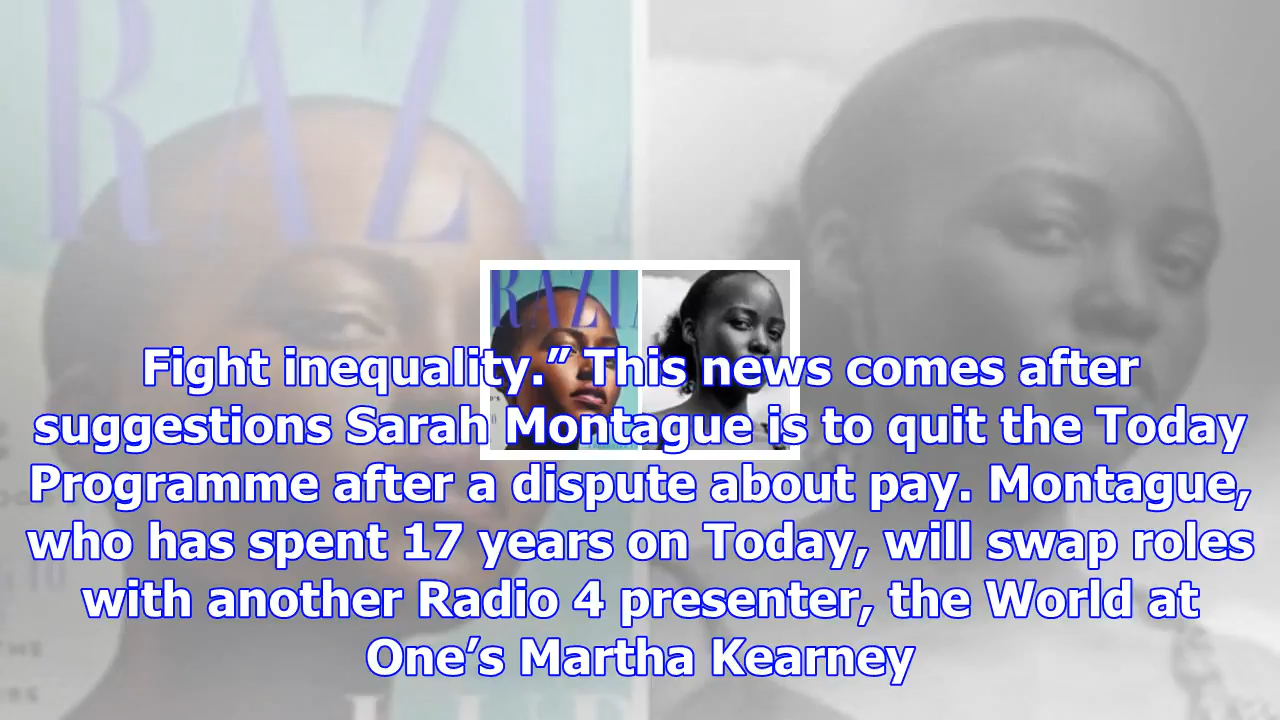 RAZIA
RAZIA
Fight inequality.” This news comes after
suggestions Sarah Montague is to quit the Today
Programme after a dispute about pay. Montague,
who has spent 17 years on Today, will swap roles
with another Radio 4 presenter, the World at
One’s Martha Kearney